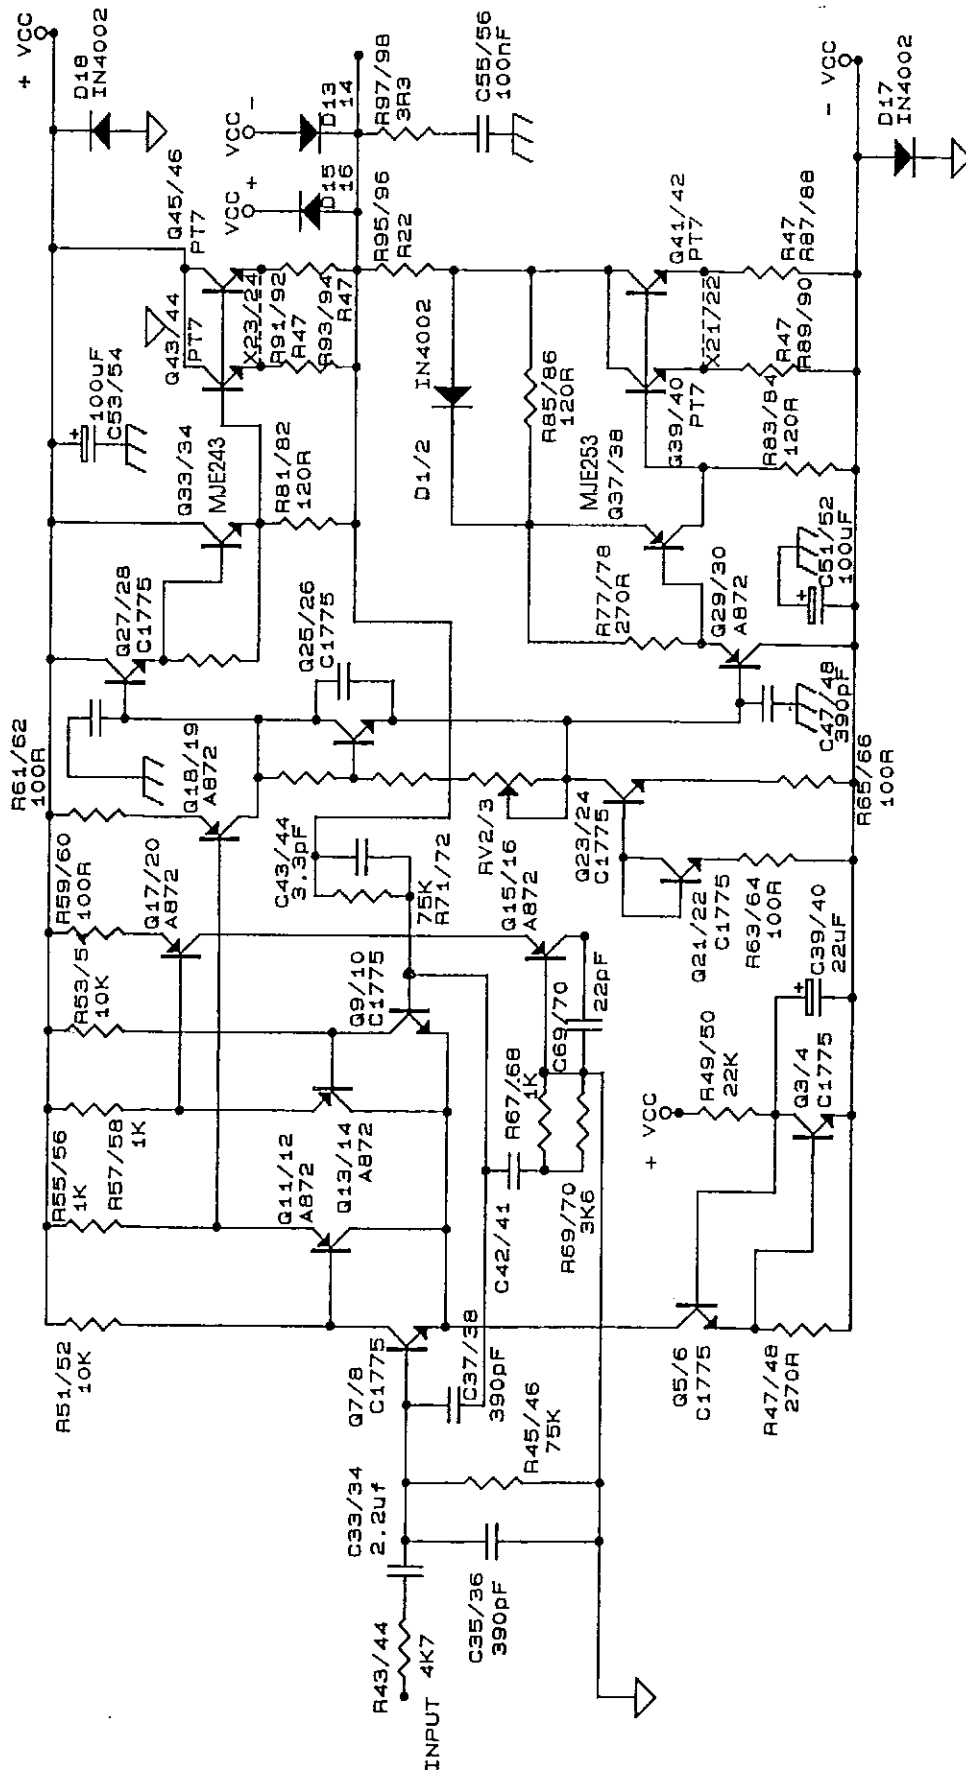 + VCC
D18
IN4002
Q45/46
PT7
Q43/44
PT7
100uF
C53/54
+
VCC -
D13
14
VCC +
D15
16
R97/98
3R3
C55/56
100nF
- VCC
D17
IN4002
X23/24
R91/92
R47
R93/94
R47
R95/96
R22
IN4002
D1/2
R85/86
120R
Q41/42
PT7
X21/22
R47
R87/88
R47
R89/90
Q39/40
PT7
R83/84
120R
Q33/34
MJE243
R81/82
120R
MJE253
Q37/38
R77/78
270R
Q29/30
A872
+
C51/52
100uF
C47/48
390pF
Q27/28
C1775
Q25/26
C1775
R61/62
100R
Q18/19
A872
R59/60
100R
Q17/20
A872
C43/44
3.3pF
75K
R71/72
RV2/3
Q15/16
A872
Q23/24
C1775
R65/66
100R
Q21/22
C1775
R63/64
100R
C39/40
22uF
+
R53/54
10K
Q9/10
C1775
22pF
C69/70
R67/68
1K
R49/50
22K
Q3/4
C1775
+ VCC
R55/56
1K
R57/58
1K
Q11/12
A872
Q13/14
A872
C42/41
R69/70
3K6
R51/52
10K
Q7/8
C1775
C37/38
390pF
R45/46
75K
Q5/6
C1775
R47/48
270R
C33/34
2.2uf
C35/36
390pF
R43/44
4K7
INPUT